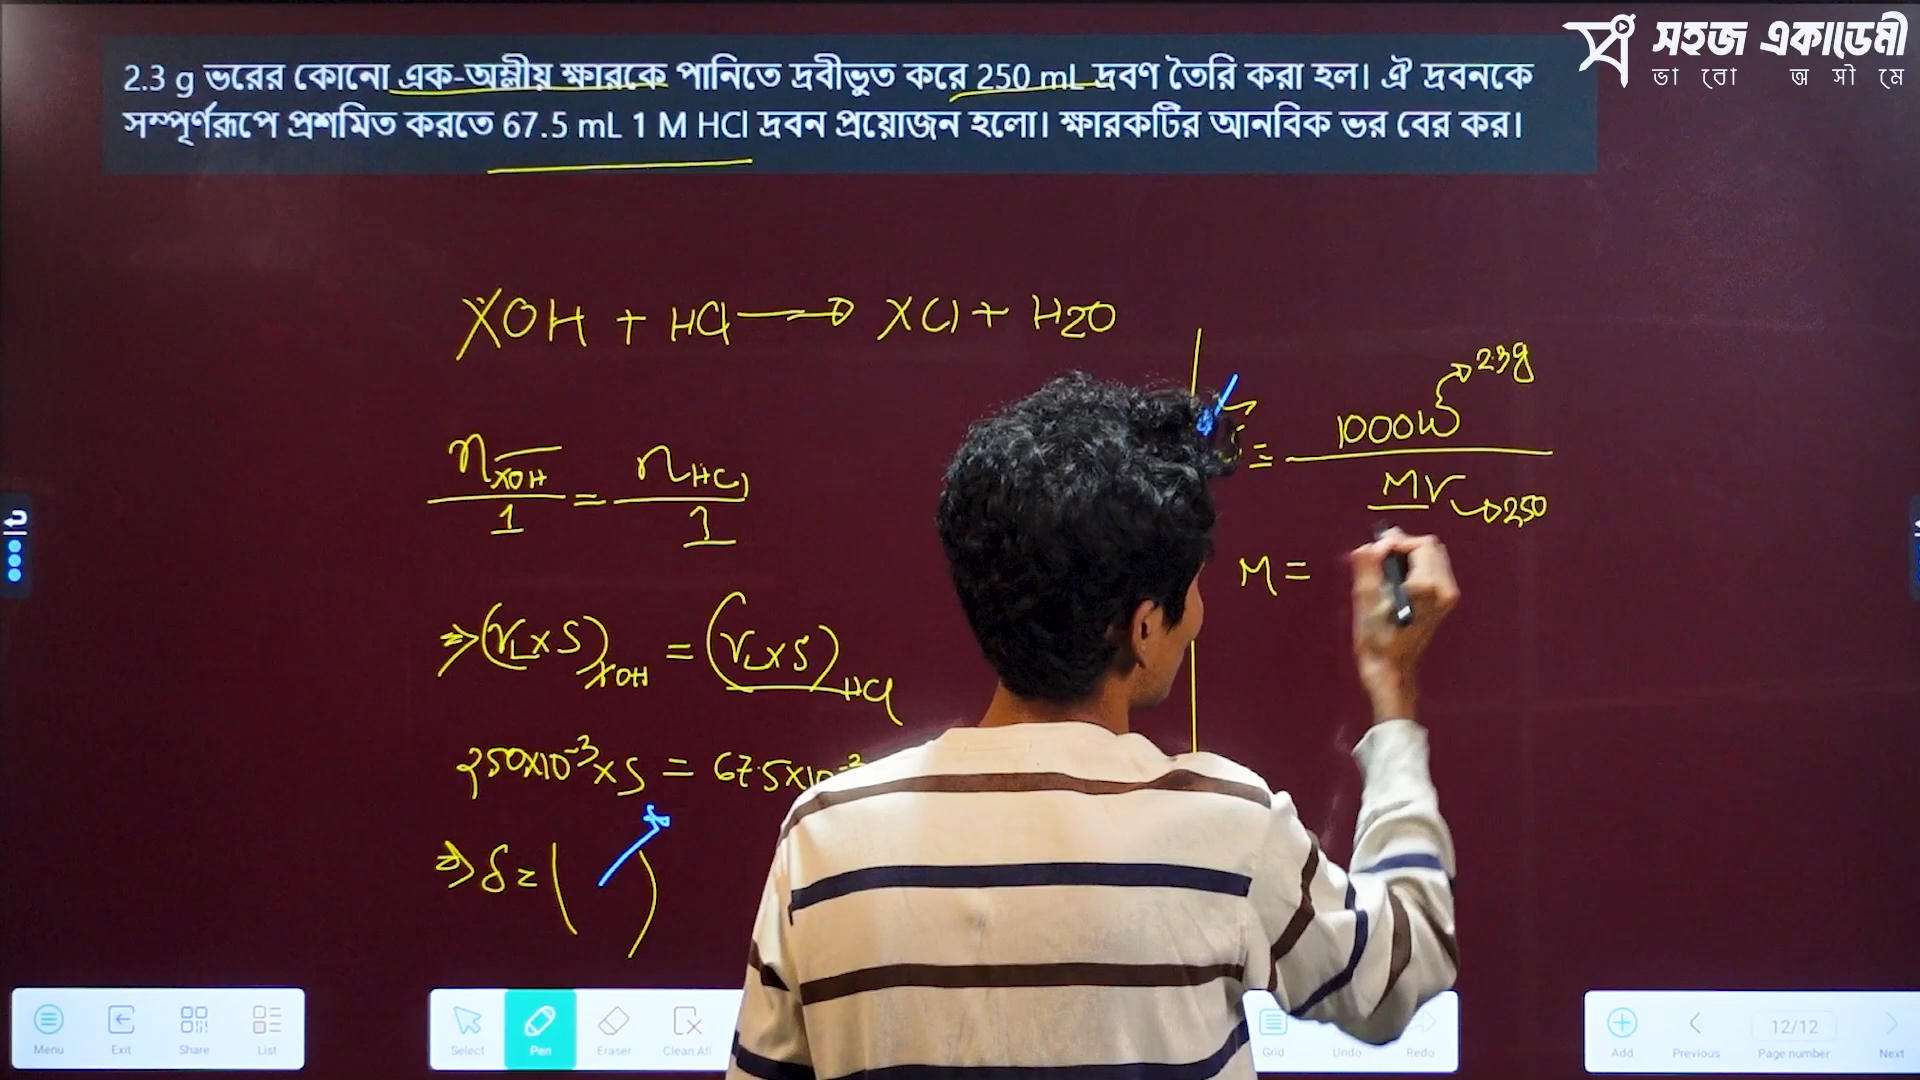 সহজ একাডেমী
ভাবো অসীমে
2.3 g ভরের কোনো এক-অম্লীয় ক্ষারকে পানিতে দ্রবীভুত করে 250 mL দ্রবণ তৈরি করা হল। ঐ দ্রবনকে
সম্পূর্ণরূপে প্রশমিত করতে 67.5 mL 1 M HCl দ্রবন প্রয়োজন হলো। ক্ষারকটির আনবিক ভর বের কর।
XOH + HCl → XCl + H2O
n XOH / 1 = n HCl / 1
⇒ (VL × S) XOH = (VL × S) HCl
250×10⁻³ × S = 67.5×10⁻³
⇒ S = ( )
= 1000W / MV
2.3g
250
M =
Menu
Exit
Share
List
Select
Pen
Eraser
Clean All
Grid
Undo
Redo
Add
Previous
12/12
Page number
Next